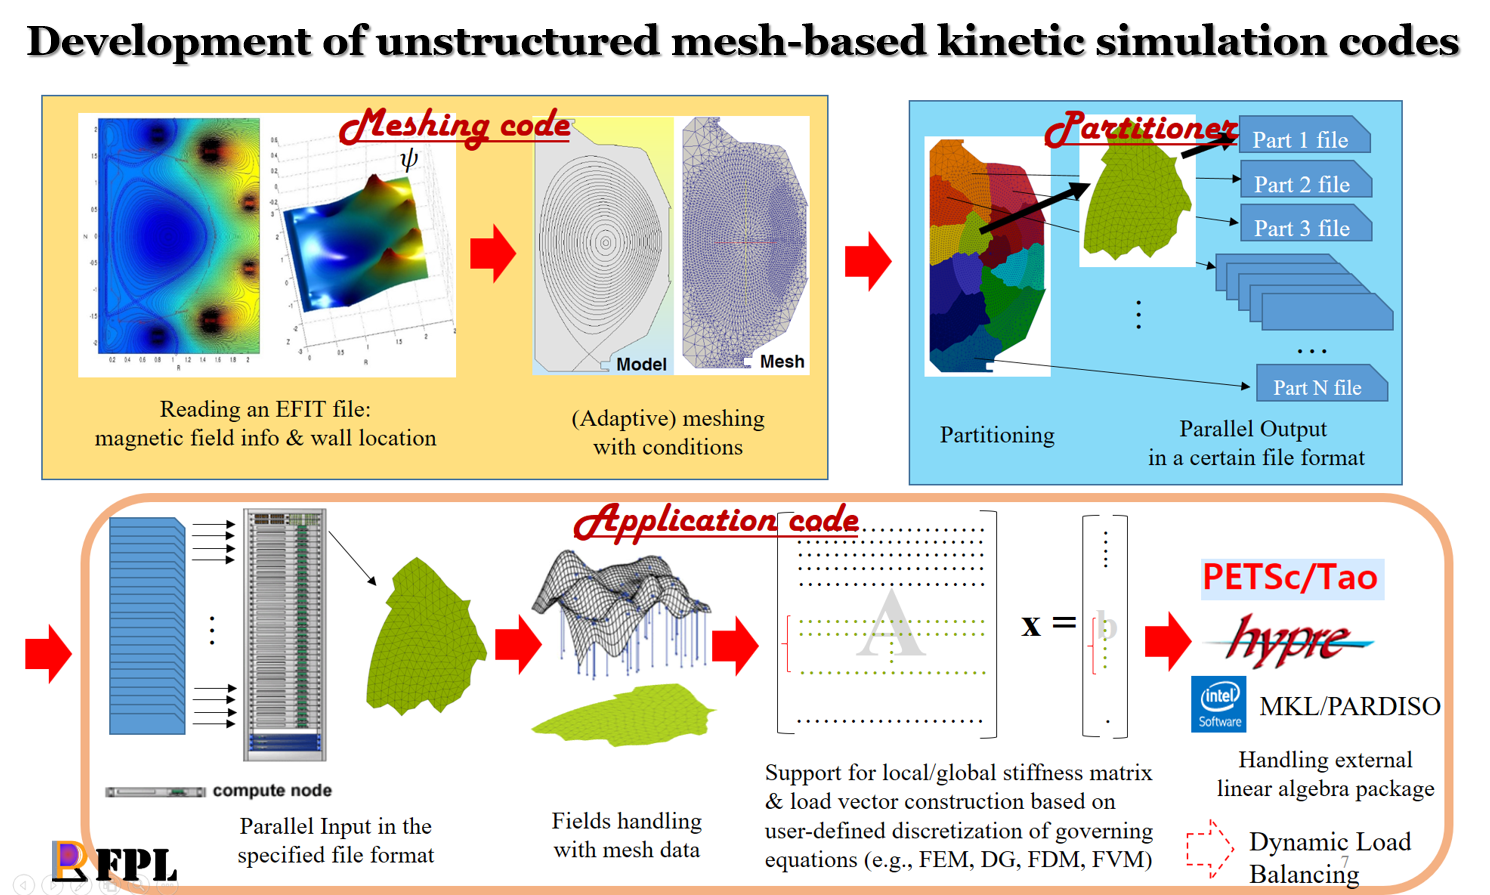 Development of unstructured mesh-based kinetic simulation codes
Meshing code
ψ
Model
Mesh
Reading an EFIT file:
magnetic field info & wall location
(Adaptive) meshing
with conditions
Partitioner
Part 1 file
Part 2 file
Part 3 file
...
Part N file
Partitioning
Parallel Output
in a certain file format
Application code
A
x =
b
PETSc/Tao
hypre
intel
Software
MKL/PARDISO
Handling external
linear algebra package
compute node
Parallel Input in the
specified file format
Fields handling
with mesh data
Support for local/global stiffness matrix
& load vector construction based on
user-defined discretization of governing
equations (e.g., FEM, DG, FDM, FVM)
Dynamic Load
Balancing
7
FPL